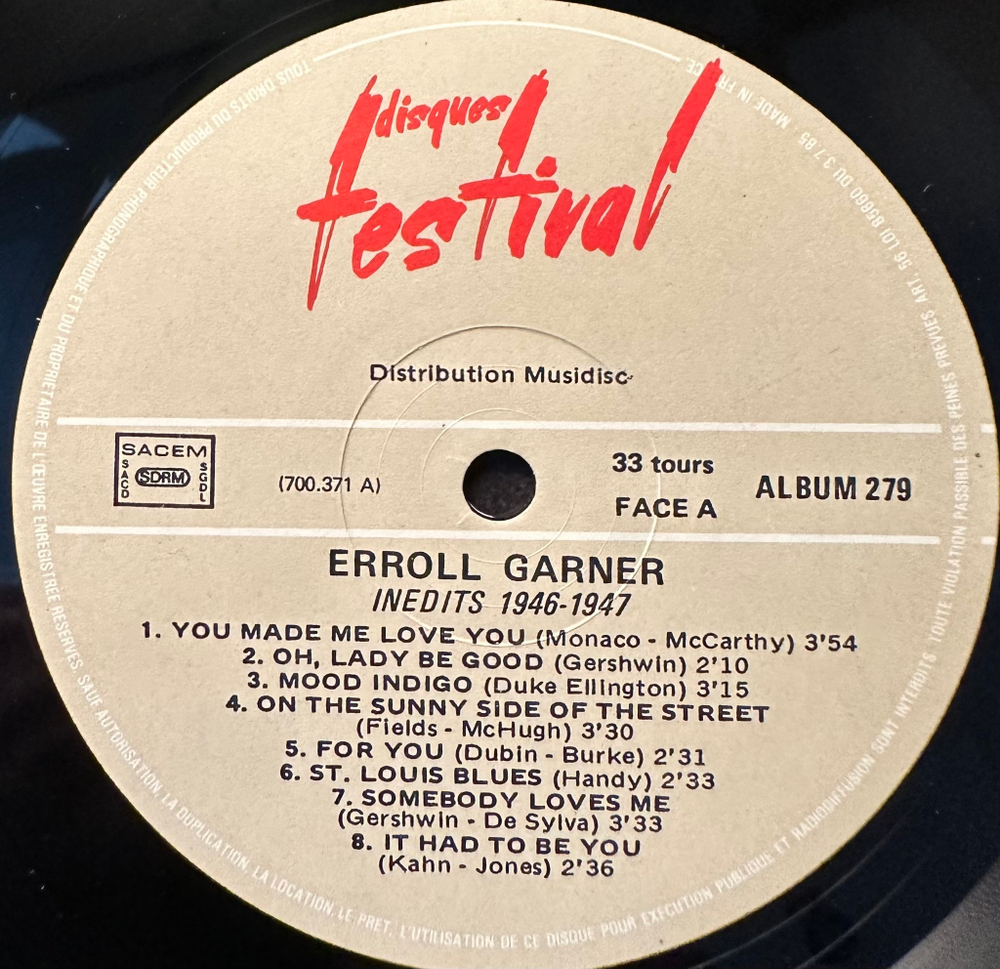 disques
festival
Distribution Musidisc
SACEM
SACD
SDRM
SGDL
(700.371 A)
33 tours
FACE A
ALBUM 279
ERROLL GARNER
INEDITS 1946-1947
1. YOU MADE ME LOVE YOU (Monaco - McCarthy) 3'54
2. OH, LADY BE GOOD (Gershwin) 2'10
3. MOOD INDIGO (Duke Ellington) 3'15
4. ON THE SUNNY SIDE OF THE STREET
(Fields - McHugh) 3'30
5. FOR YOU (Dubin - Burke) 2'31
6. ST. LOUIS BLUES (Handy) 2'33
7. SOMEBODY LOVES ME
(Gershwin - De Sylva) 3'33
8. IT HAD TO BE YOU
(Kahn - Jones) 2'36
TOUS DROITS DU PRODUCTEUR PHONOGRAPHIQUE ET DU PROPRIETAIRE DE L'ŒUVRE ENREGISTREE RESERVES. SAUF AUTORISATION, LA DUPLICATION, LA LOCATION, LE PRET, L'UTILISATION DE CE DISQUE POUR EXECUTION PUBLIQUE ET RADIODIFFUSION SONT INTERDITS TOUTE VIOLATION PASSIBLE DES PEINES PREVUES ART. 56 LOI 85660 DU 3.7.85 - MADE IN FRANCE